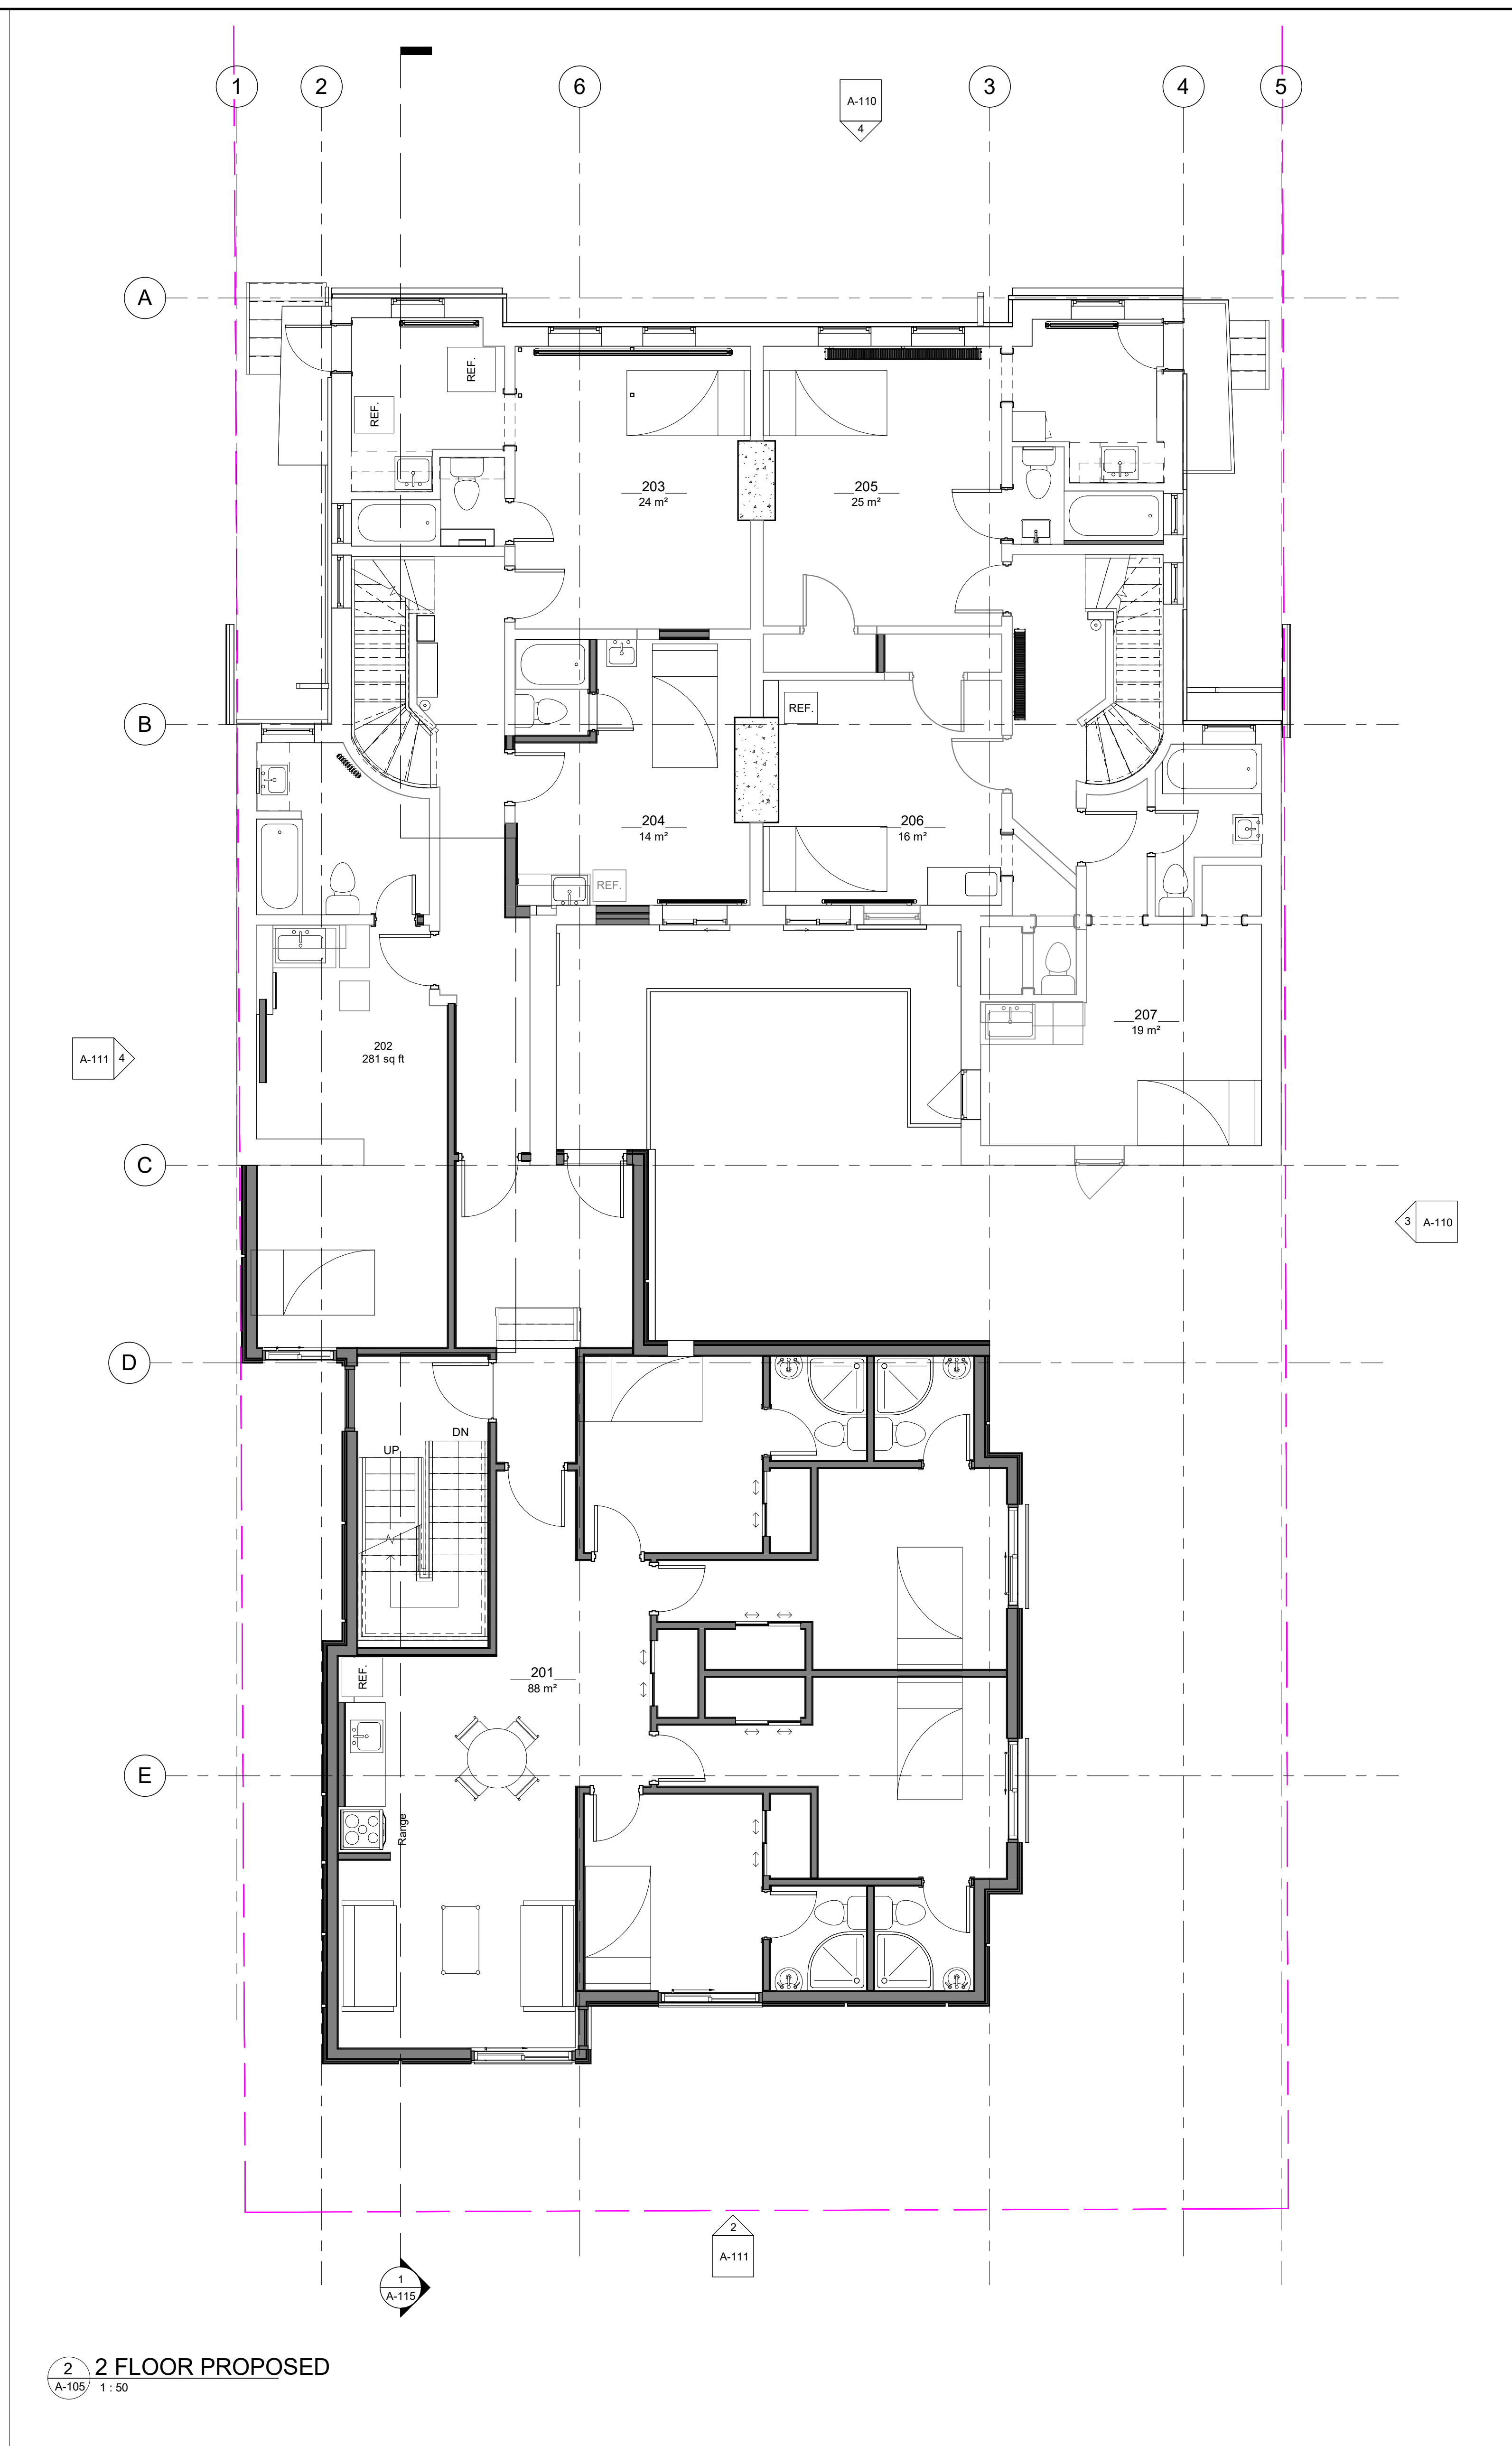 1
2
6
3
4
5
A-110
4
A
REF.
REF.
203
24 m²
205
25 m²
B
REF.
204
14 m²
206
16 m²
REF.
207
19 m²
202
281 sq ft
A-111
4
C
3
A-110
D
UP
DN
201
88 m²
REF.
E
Range
2
A-111
1
A-115
2
A-105
2 FLOOR PROPOSED
1 : 50